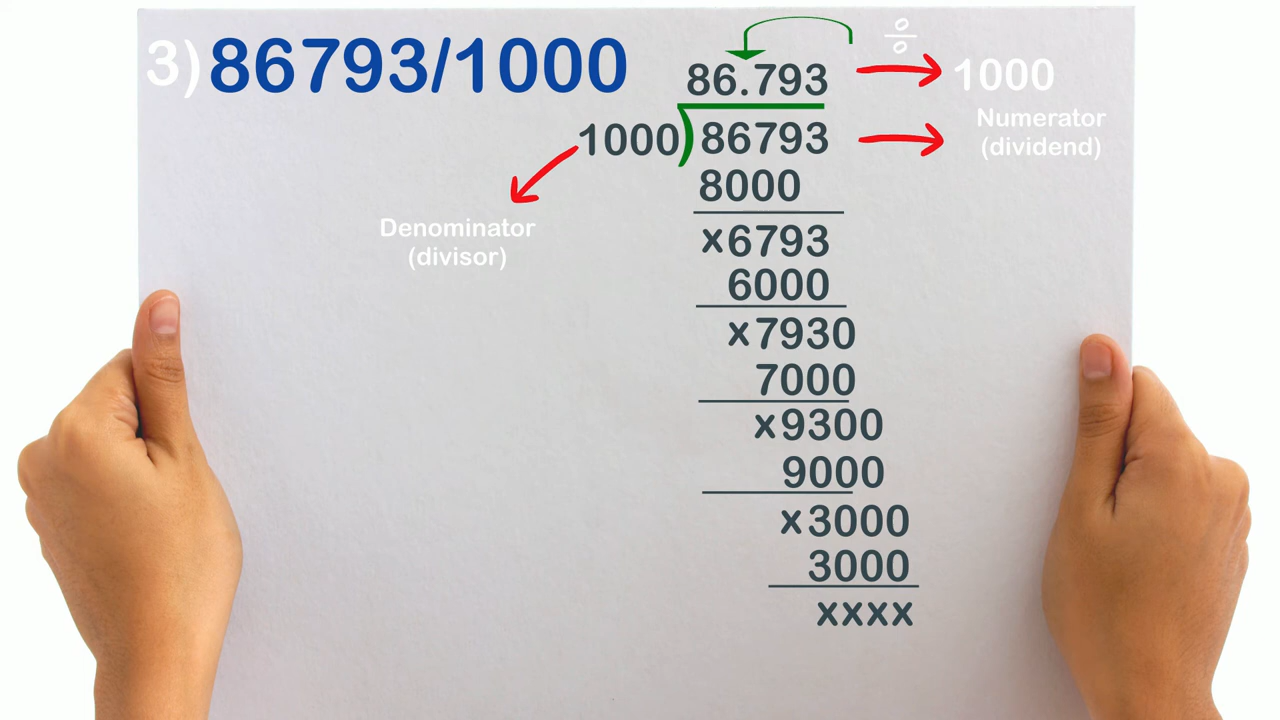 3) 86793/1000
÷
86.793
1000
1000)86793
Numerator
(dividend)
8000
Denominator
(divisor)
x6793
6000
x7930
7000
x9300
9000
x3000
3000
xxxx